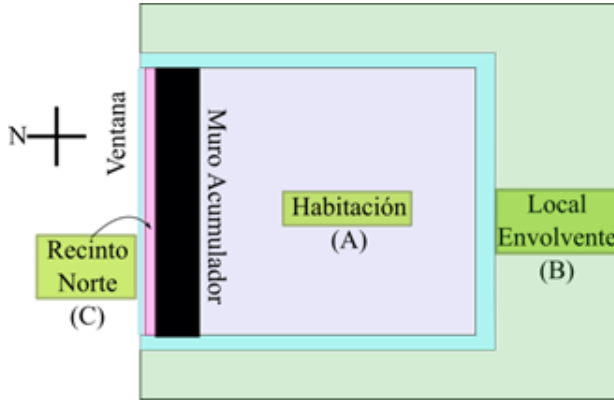 N
Ventana
Muro Acumulador
Habitación
(A)
Local
Envolvente
(B)
Recinto
Norte
(C)